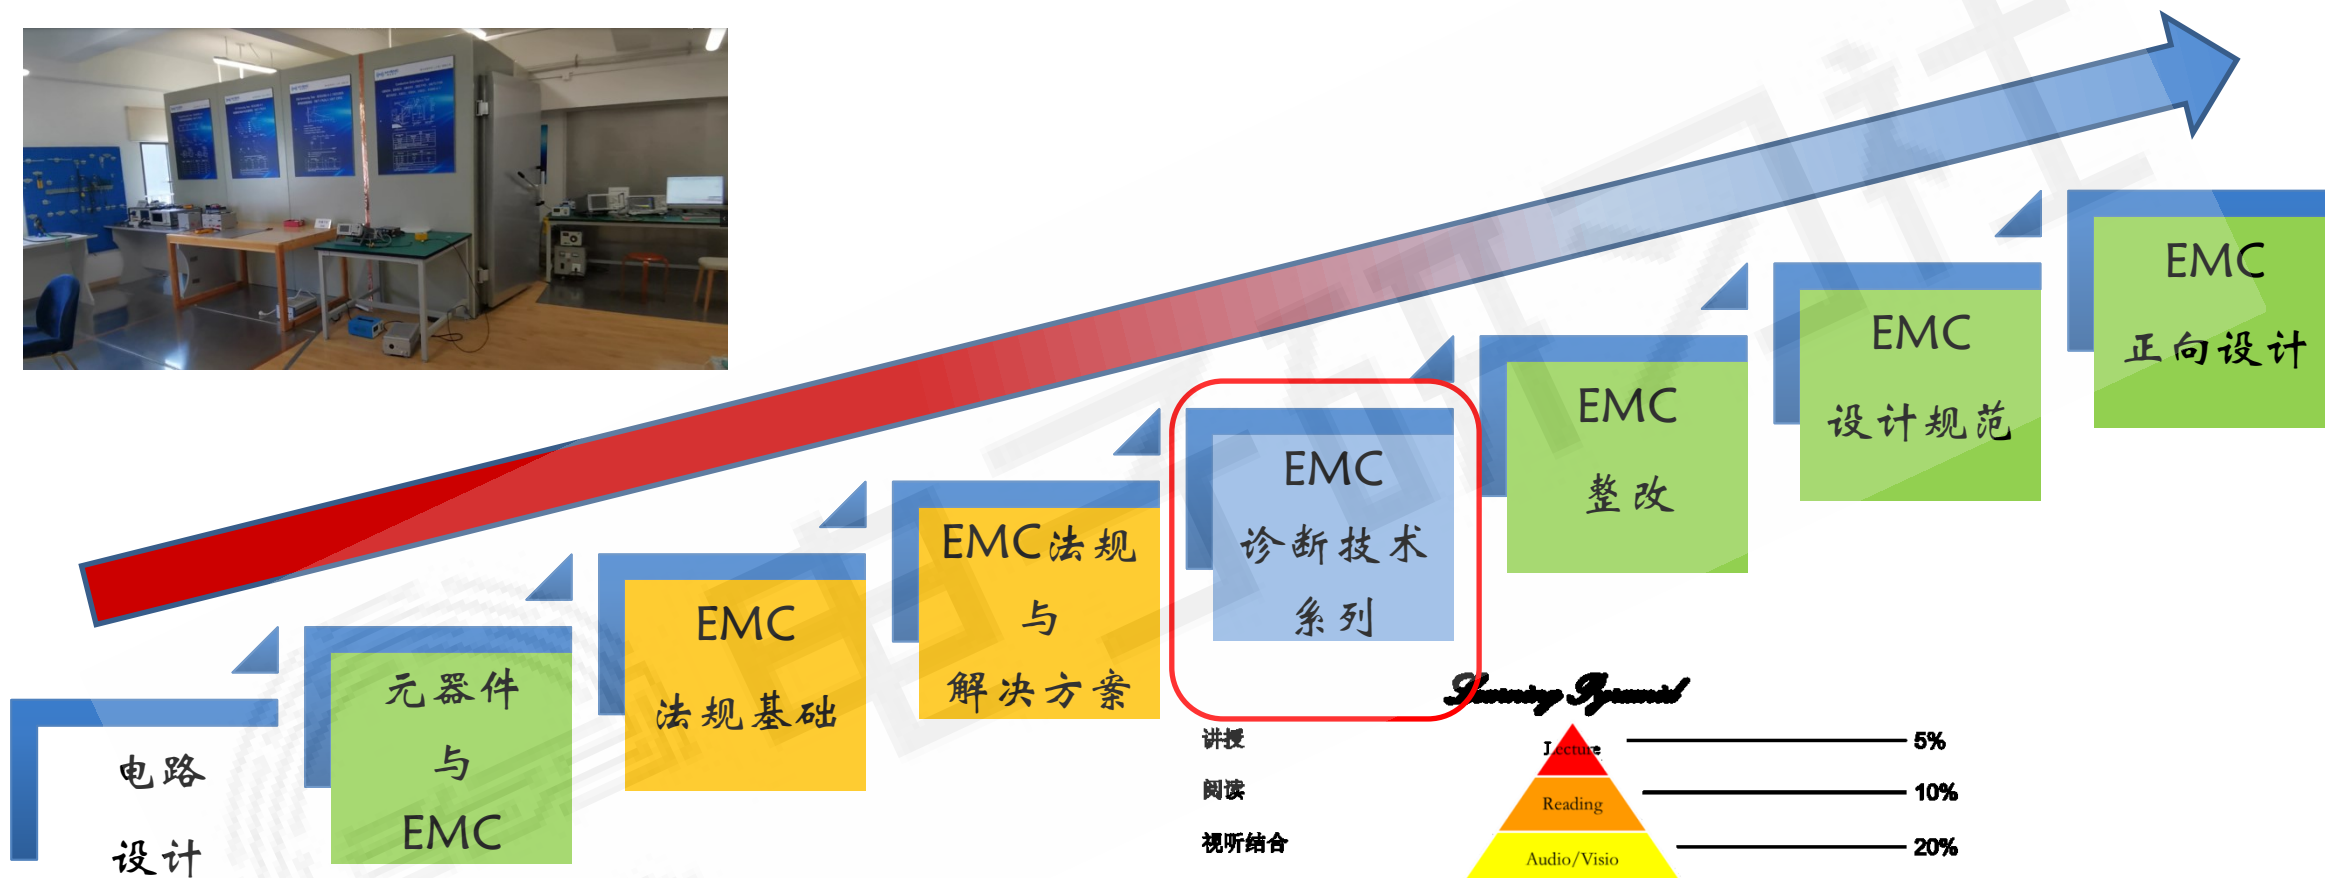 电路
设计
元器件
与
EMC
EMC
法规基础
EMC法规
与
解决方案
EMC
诊断技术
系列
EMC
整改
EMC
设计规范
EMC
正向设计
Learning Pyramid
讲授
Lecture
5%
阅读
Reading
10%
视听结合
Audio/Visio
20%